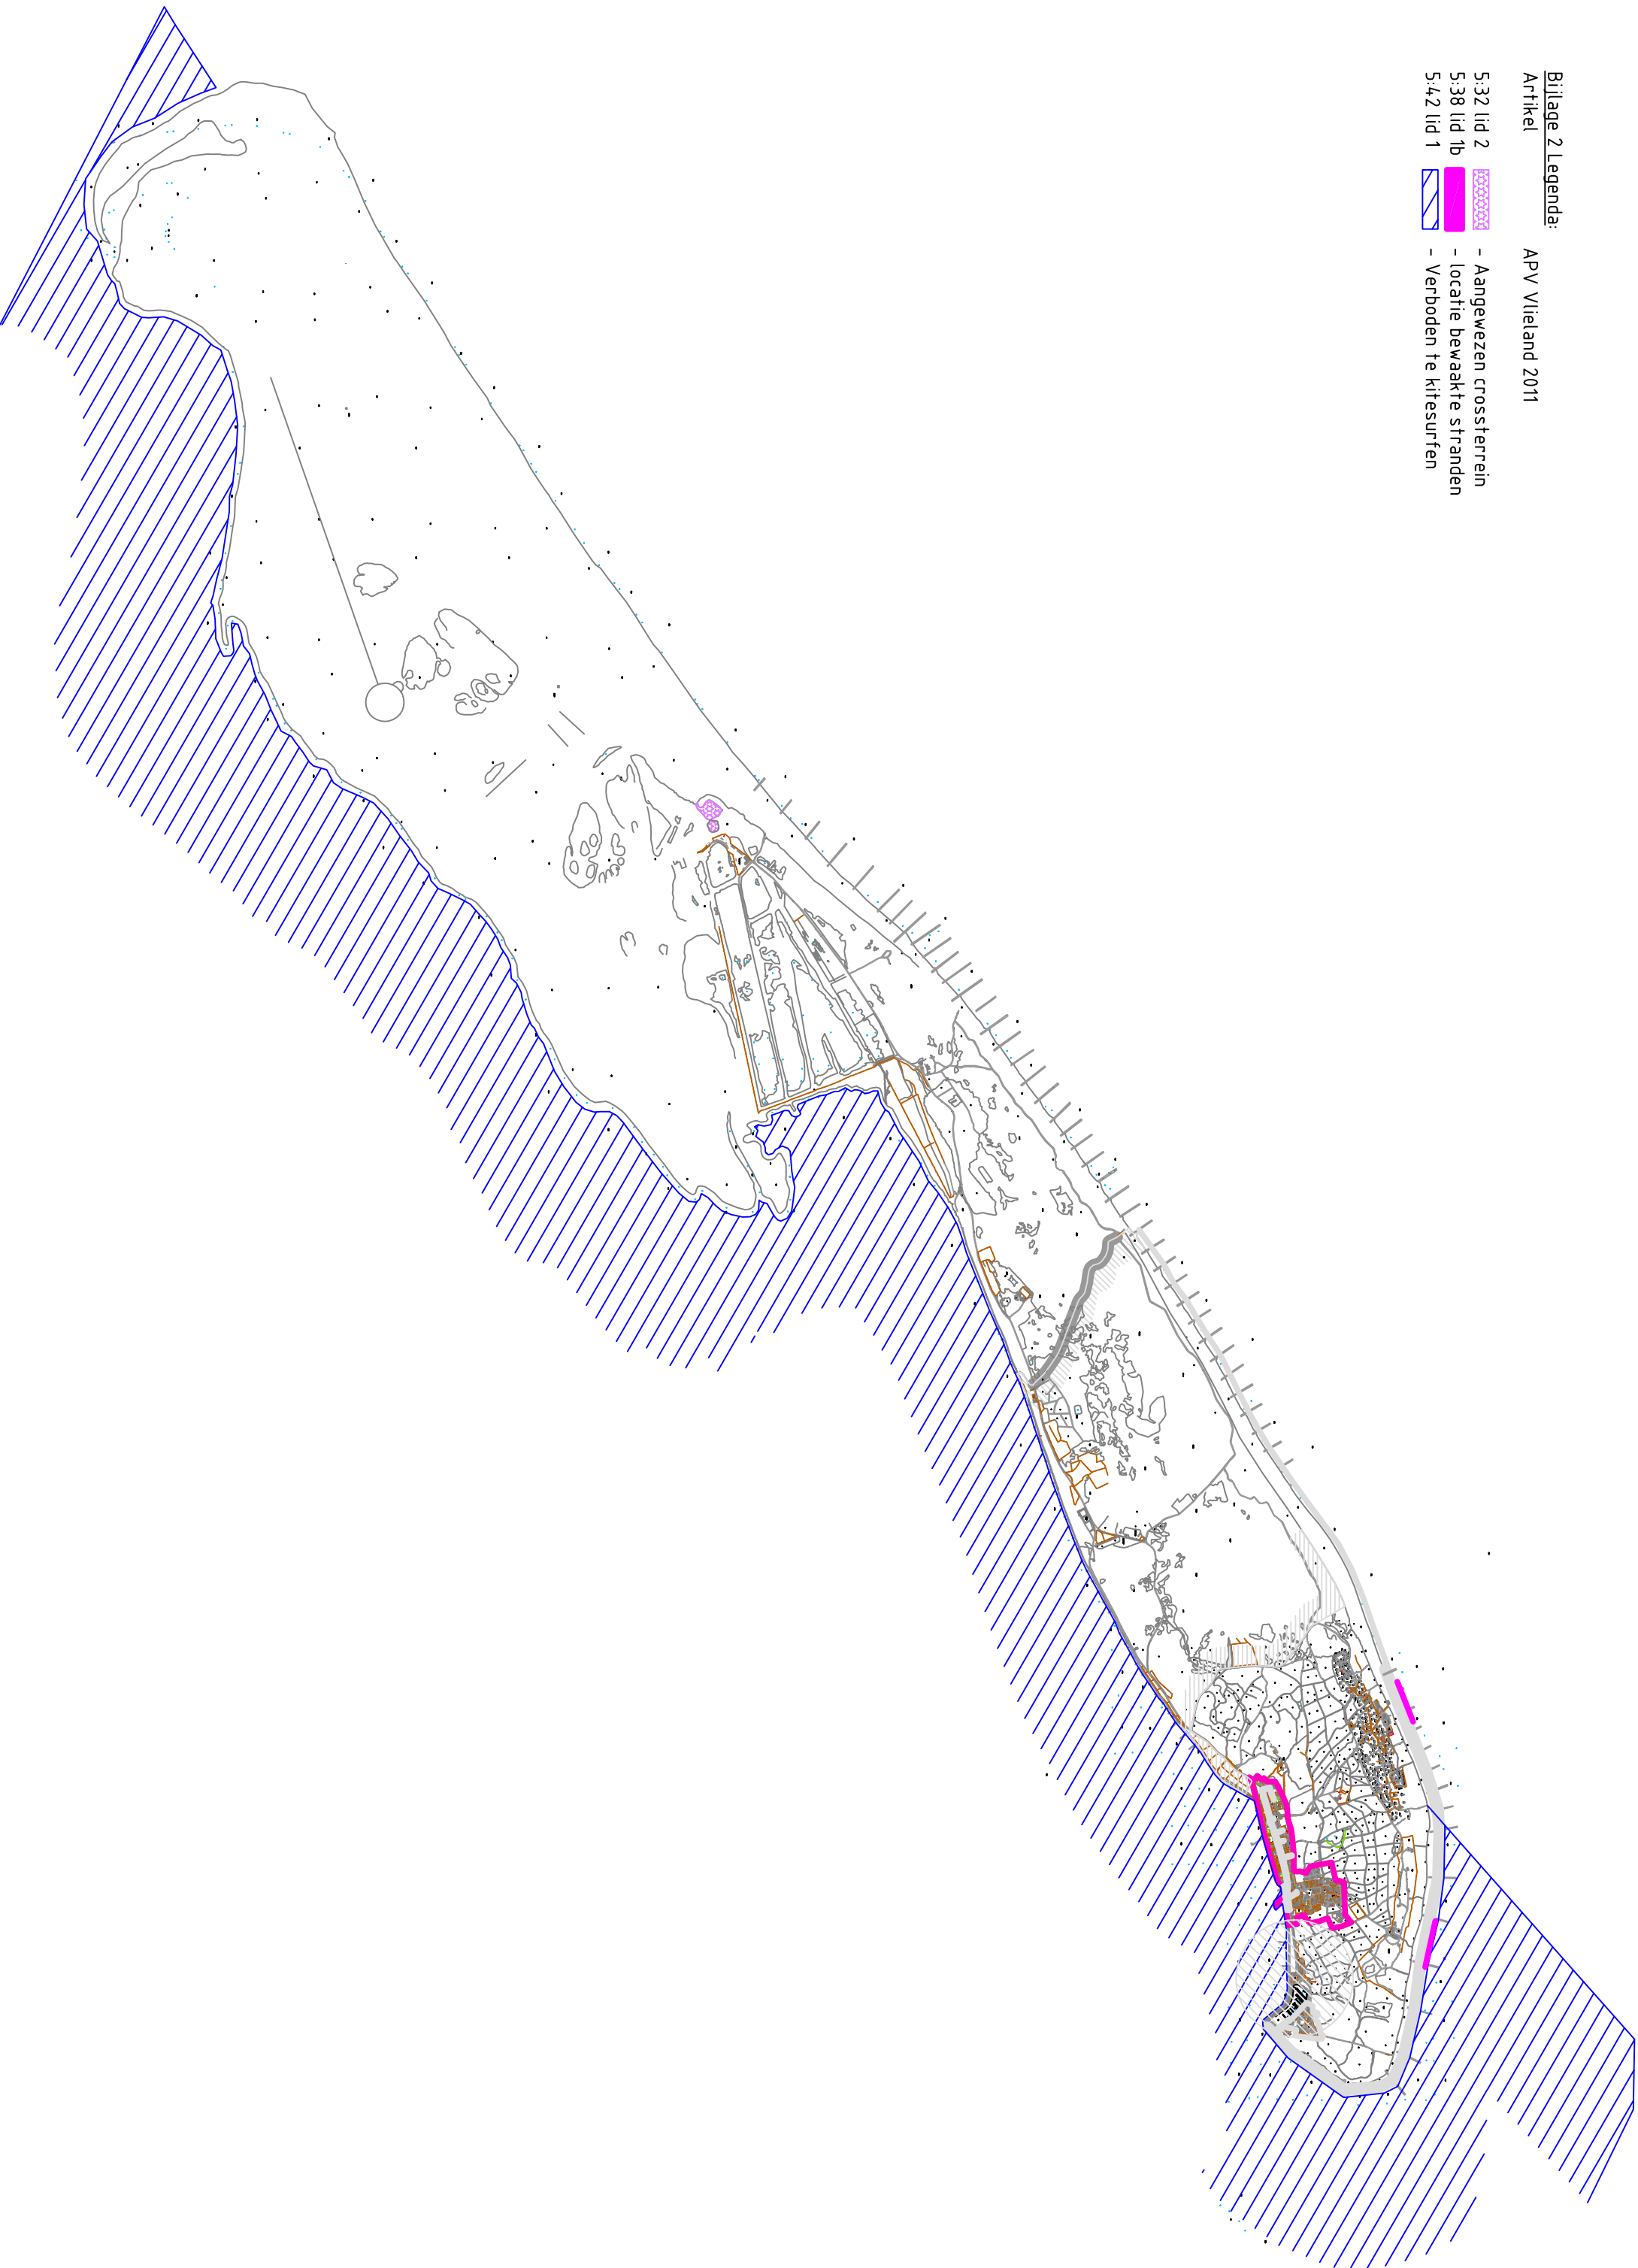 Bijlage 2 Legenda:
Artikel APV Vlieland 2011
5:32 lid 2 - Aangewezen crossterrein
5:38 lid 1b - locatie bewaakte stranden
5:42 lid 1 - Verboden te kitesurfen